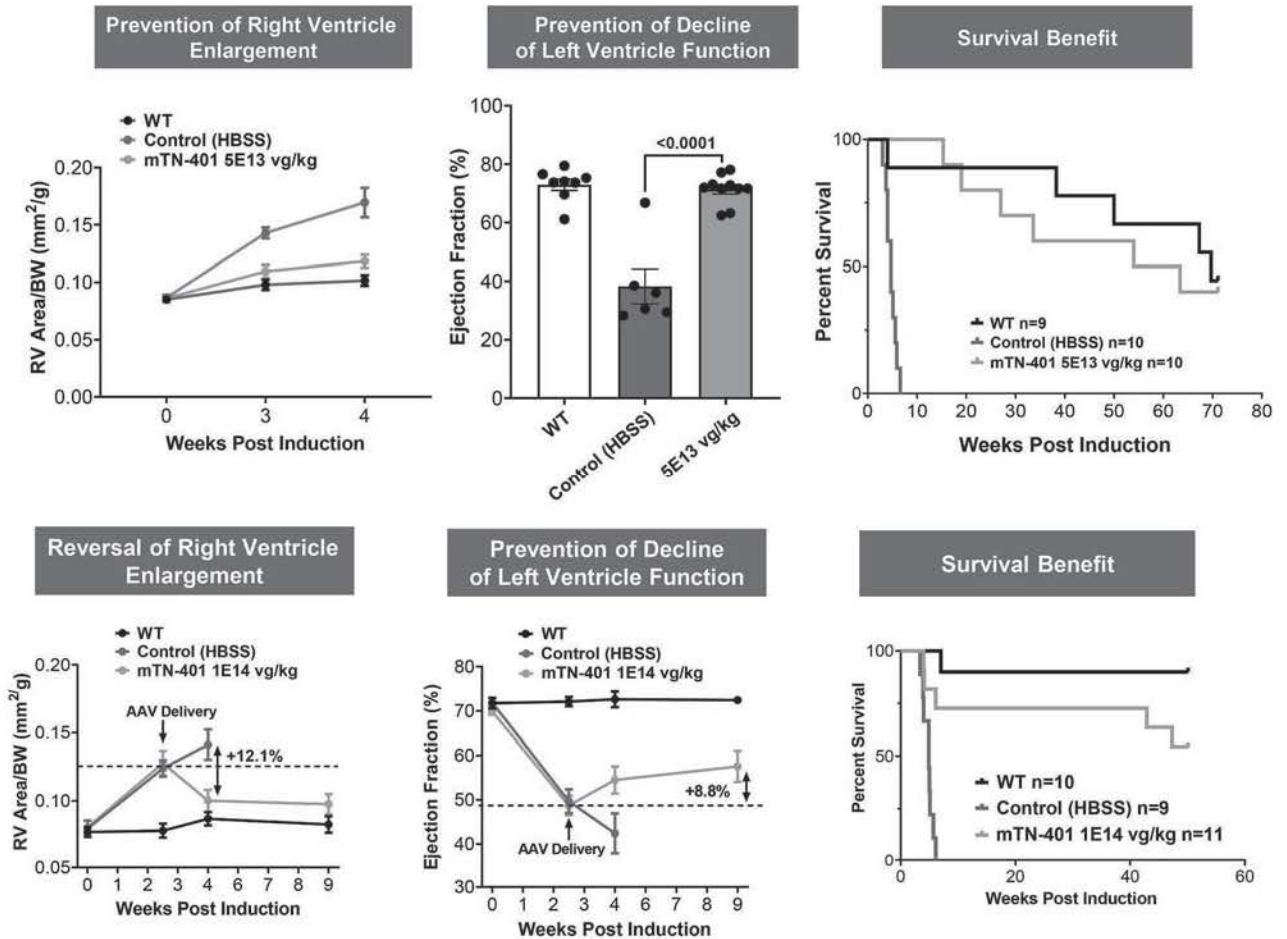 Prevention of Right Ventricle
Enlargement
Prevention of Decline
of Left Ventricle Function
Survival Benefit
WT
Control (HBSS)
mTN-401 5E13 vg/kg
RV Area/BW (mm²/g)
0.20
0.15
0.10
0.05
0.00
0
3
4
Weeks Post Induction
Ejection Fraction (%)
100
80
60
40
20
0
<0.0001
WT
Control (HBSS)
5E13 vg/kg
Percent Survival
100
50
0
WT n=9
Control (HBSS) n=10
mTN-401 5E13 vg/kg n=10
0 10 20 30 40 50 60 70 80
Weeks Post Induction
Reversal of Right Ventricle
Enlargement
Prevention of Decline
of Left Ventricle Function
Survival Benefit
WT
Control (HBSS)
mTN-401 1E14 vg/kg
RV Area/BW (mm²/g)
0.20
0.15
0.10
0.05
AAV Delivery
+12.1%
0 1 2 3 4 5 6 7 8 9
Weeks Post Induction
WT
Control (HBSS)
mTN-401 1E14 vg/kg
Ejection Fraction (%)
80
70
60
50
40
30
+8.8%
AAV Delivery
0 1 2 3 4 5 6 7 8 9
Weeks Post Induction
Percent Survival
100
50
0
WT n=10
Control (HBSS) n=9
mTN-401 1E14 vg/kg n=11
0 20 40 60
Weeks Post Induction